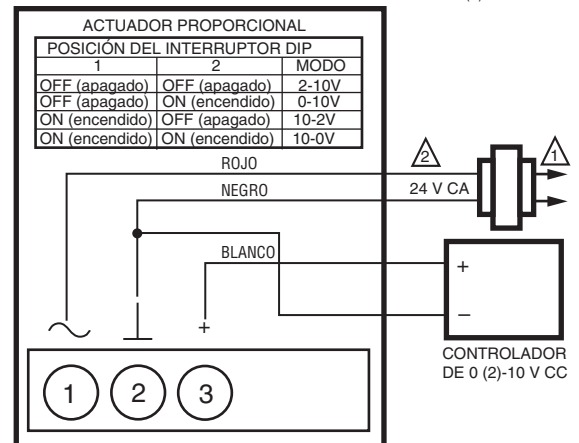 ACTUADOR PROPORCIONAL
POSICIÓN DEL INTERRUPTOR DIP
1 2 MODO
OFF (apagado) OFF (apagado) 2-10V
OFF (apagado) ON (encendido) 0-10V
ON (encendido) OFF (apagado) 10-2V
ON (encendido) ON (encendido) 10-0V
ROJO
2
1
NEGRO
24 V CA
BLANCO
+
–
+
CONTROLADOR
DE 0 (2)-10 V CC
1 2 3